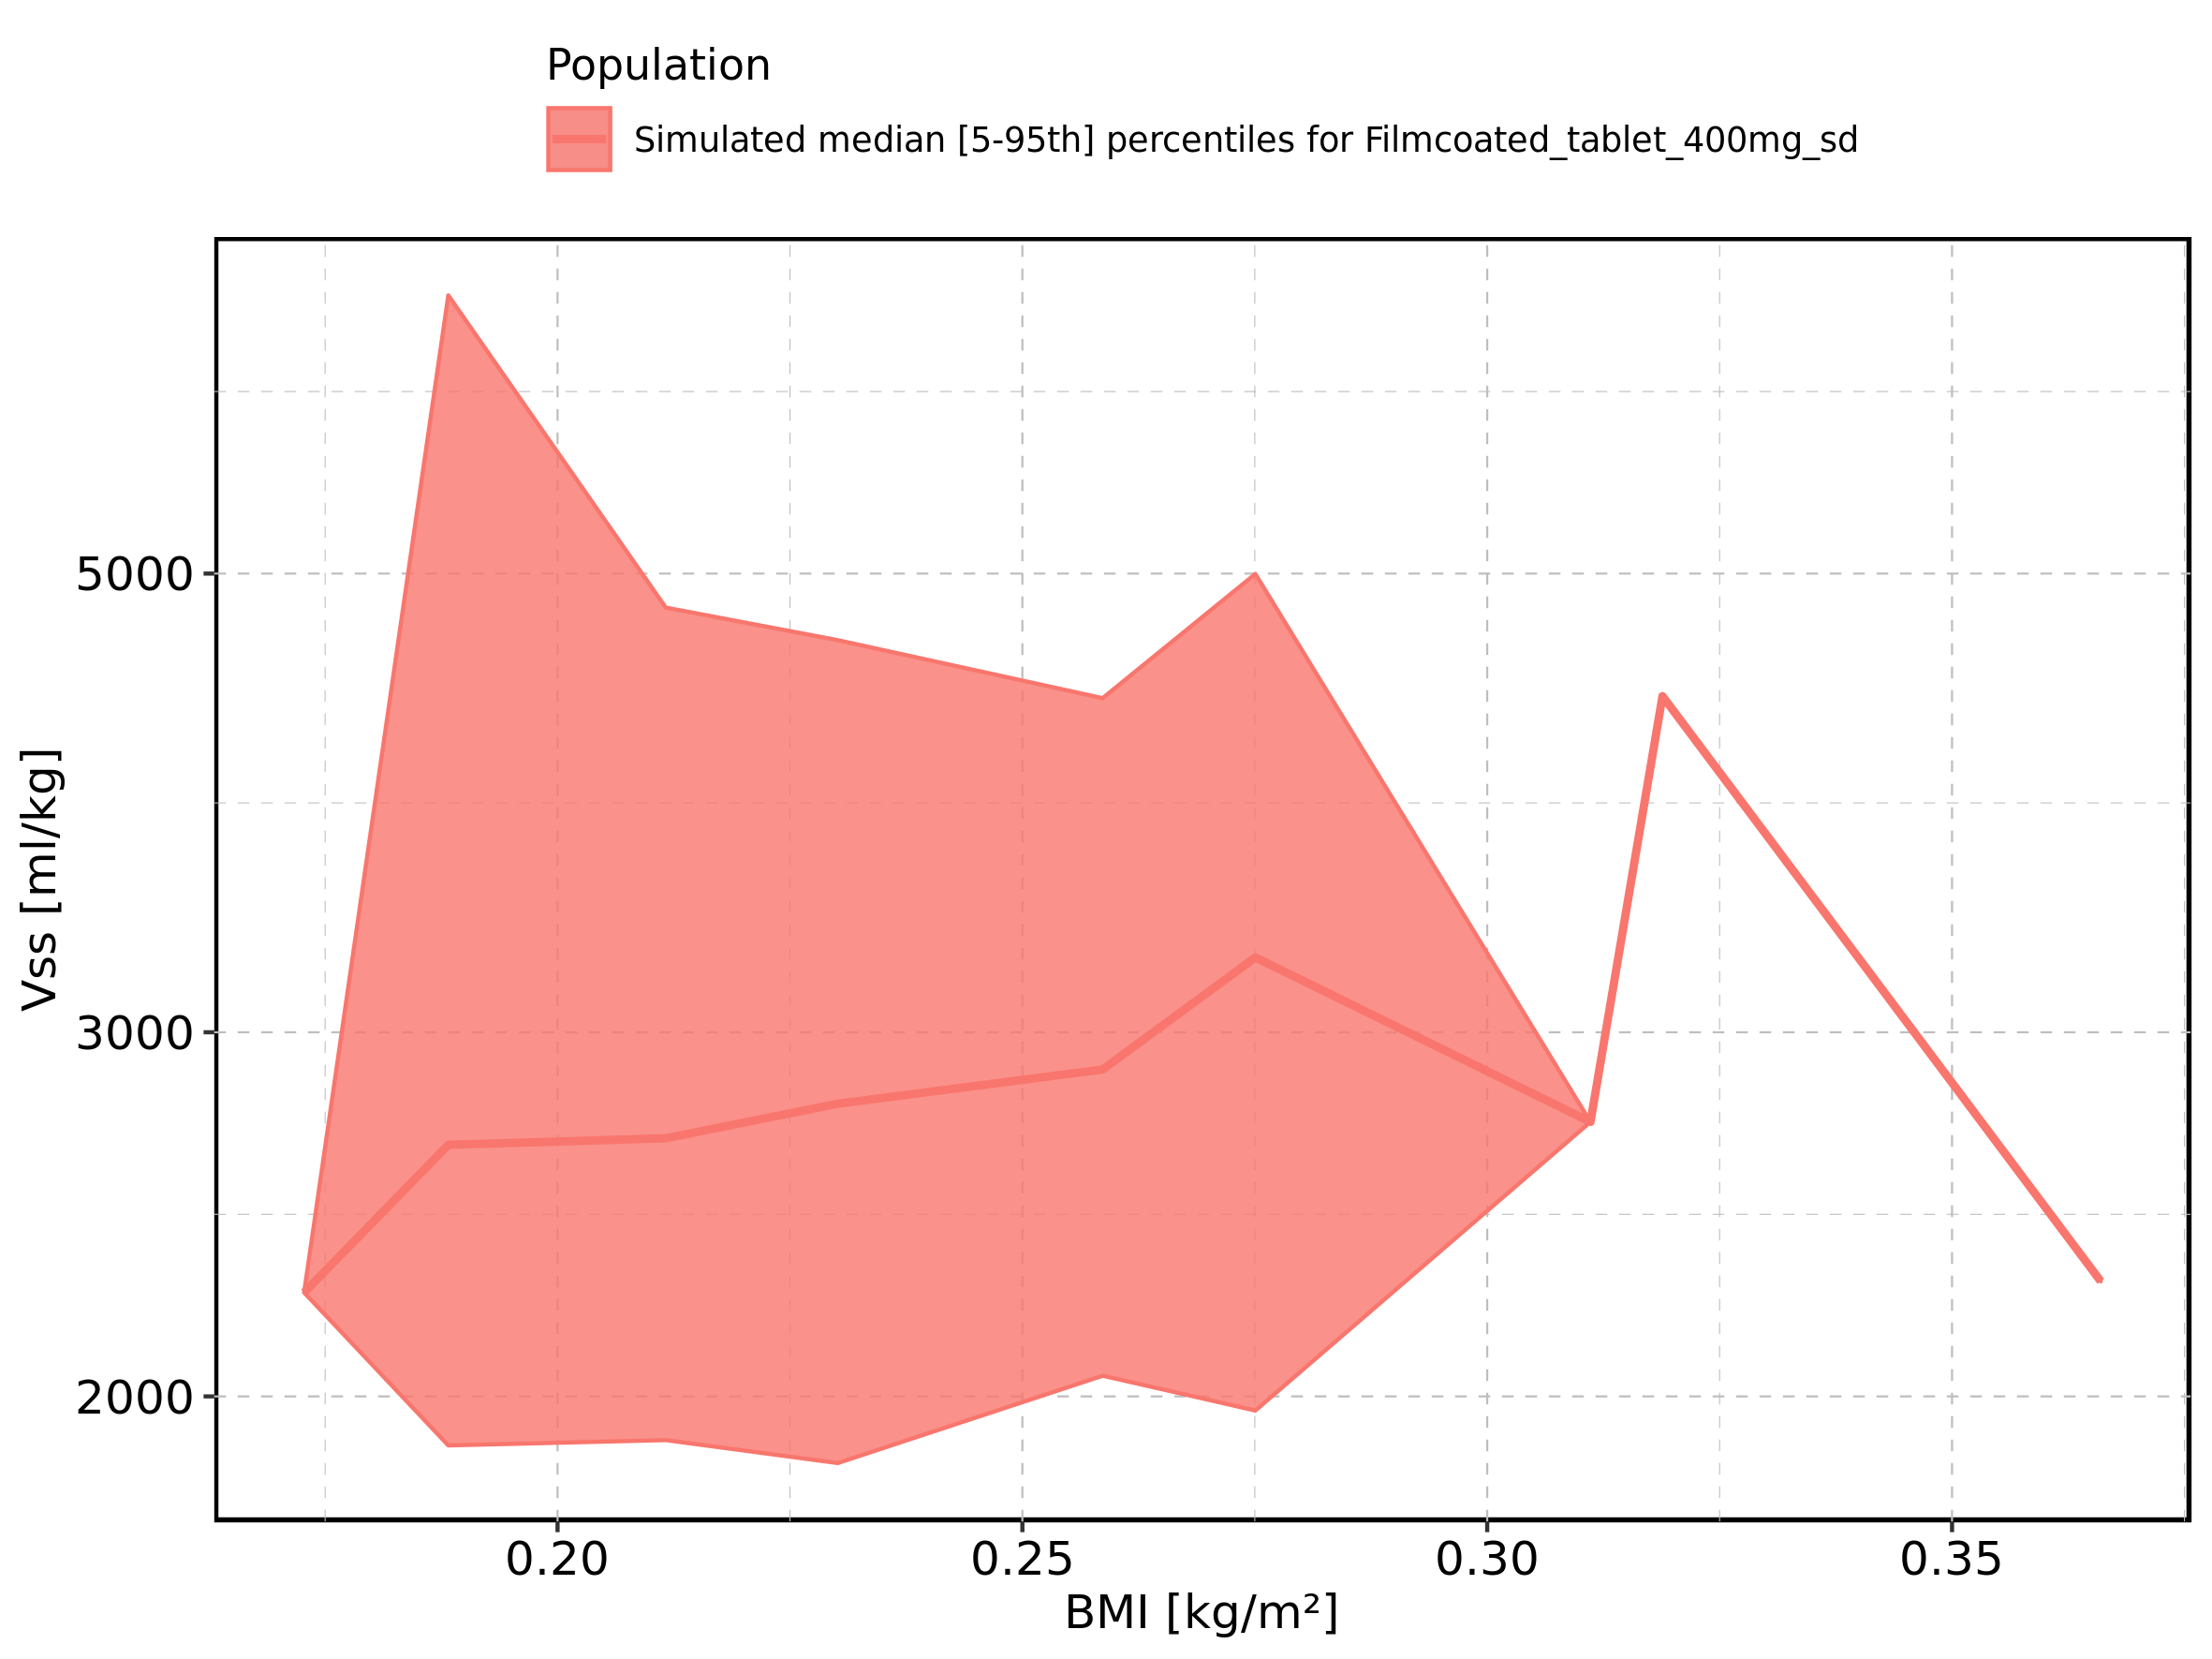 Population
Simulated median [5-95th] percentiles for Filmcoated_tablet_400mg_sd
Vss [ml/kg]
5000
3000
2000
0.20 0.25 0.30 0.35
BMI [kg/m²]